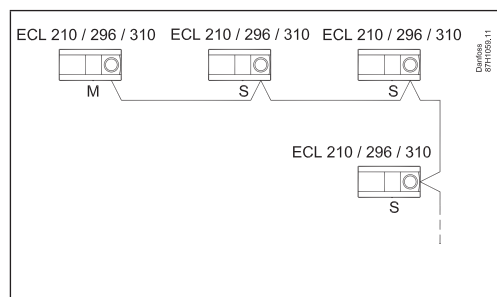 ECL 210 / 296 / 310 ECL 210 / 296 / 310 ECL 210 / 296 / 310
M S S
ECL 210 / 296 / 310
S
Danfoss
87H1059.11